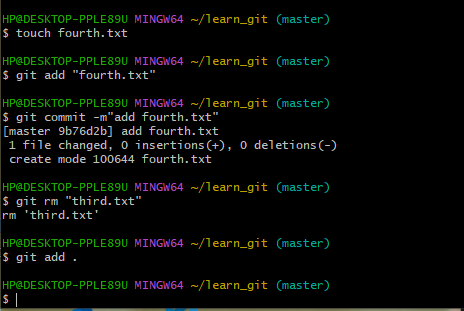 HP@DESKTOP-PPLE89U MINGW64 ~/learn_git (master)
$ touch fourth.txt
HP@DESKTOP-PPLE89U MINGW64 ~/learn_git (master)
$ git add "fourth.txt"
HP@DESKTOP-PPLE89U MINGW64 ~/learn_git (master)
$ git commit -m"add fourth.txt"
[master 9b76d2b] add fourth.txt
 1 file changed, 0 insertions(+), 0 deletions(-)
 create mode 100644 fourth.txt
HP@DESKTOP-PPLE89U MINGW64 ~/learn_git (master)
$ git rm "third.txt"
rm 'third.txt'
HP@DESKTOP-PPLE89U MINGW64 ~/learn_git (master)
$ git add .
HP@DESKTOP-PPLE89U MINGW64 ~/learn_git (master)
$